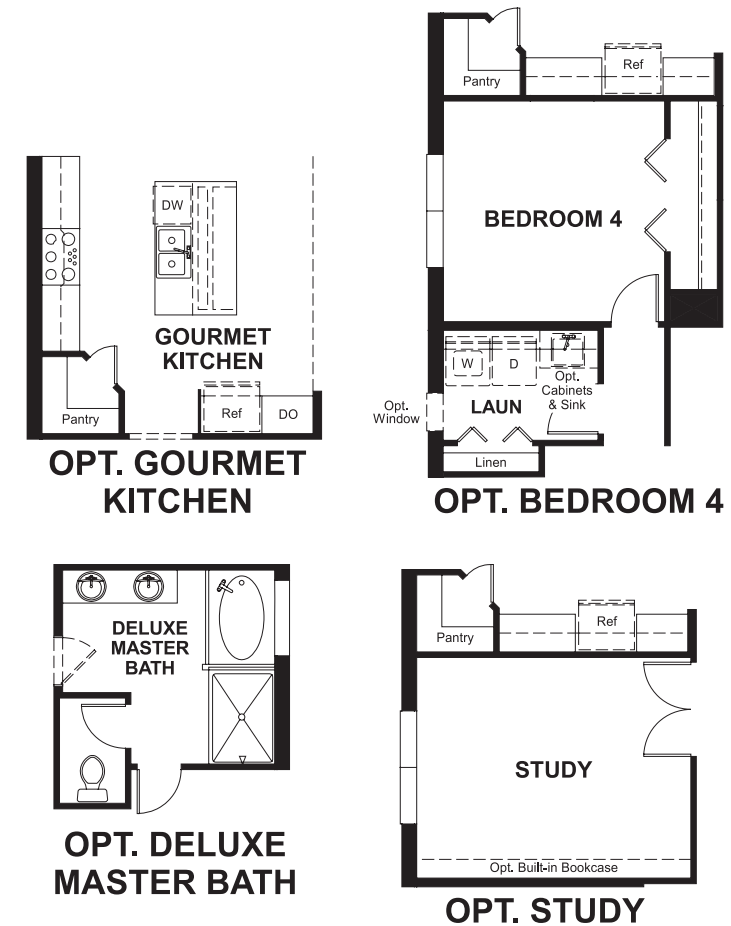 DW
GOURMET
KITCHEN
Pantry
Ref
DO
OPT. GOURMET
KITCHEN
Pantry
Ref
BEDROOM 4
W
D
Opt.
Cabinets
& Sink
LAUN
Opt.
Window
Linen
OPT. BEDROOM 4
DELUXE
MASTER
BATH
OPT. DELUXE
MASTER BATH
Pantry
Ref
STUDY
Opt. Built-in Bookcase
OPT. STUDY